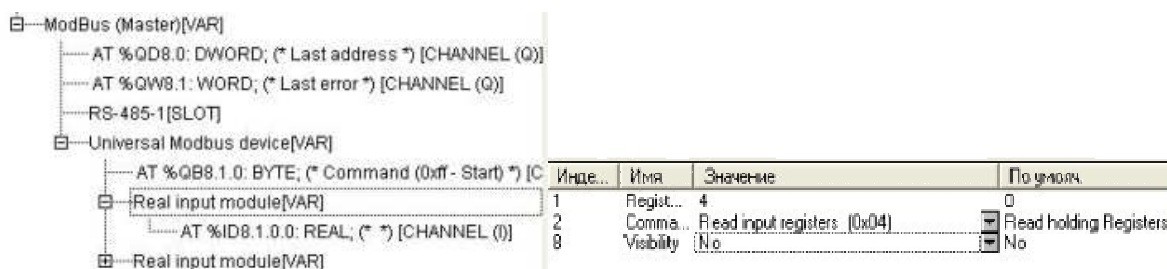 ModBus (Master)[VAR]
AT %QD8.0: DWORD; (* Last address *) [CHANNEL (Q)]
AT %QW8.1: WORD; (* Last error *) [CHANNEL (Q)]
RS-485-1[SLOT]
Universal Modbus device[VAR]
AT %QB8.1.0: BYTE; (* Command (0xff - Start) *) [C
Real input module[VAR]
AT %ID8.1.0.0: REAL; (* *) [CHANNEL (I)]
Real input module[VAR]
Инде... Имя Значение По умолч.
1 Regist... 4 0
2 Comma... Read input registers (0x04) Read holding Registers
8 Visibility No No